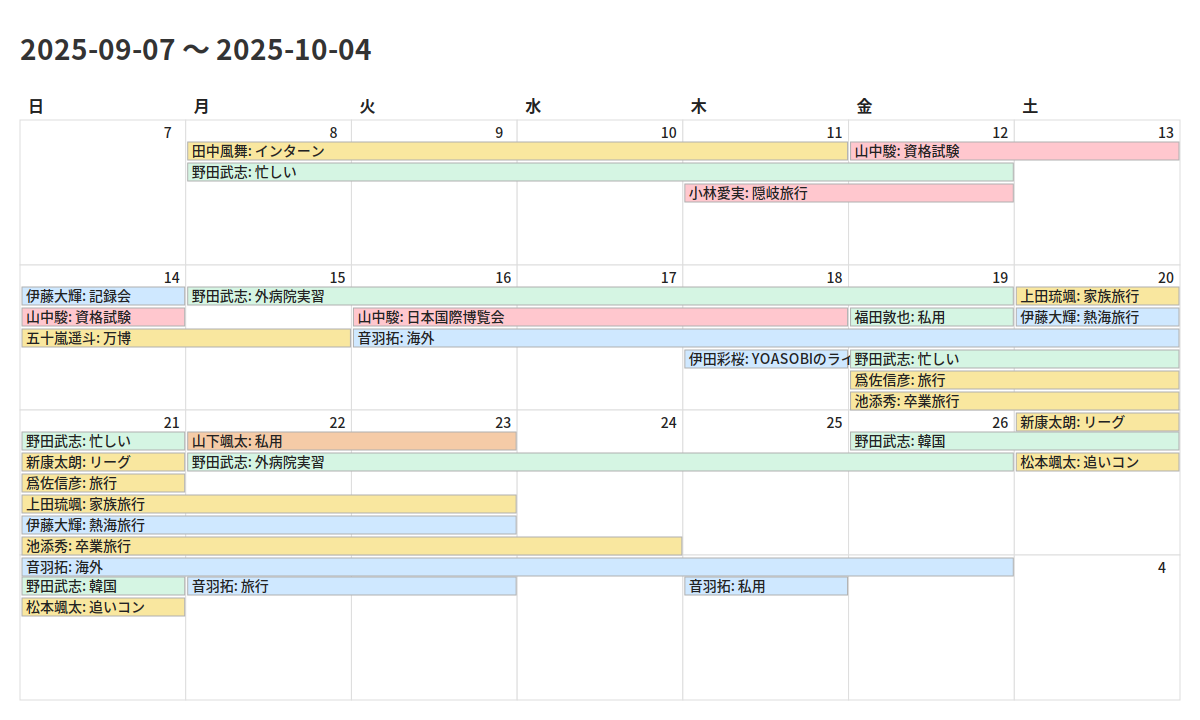 2025-09-07 〜 2025-10-04
日 月 火 水 木 金 土
7 8 9 10 11 12 13
田中風舞: インターン 山中駿: 資格試験
野田武志: 忙しい
小林愛実: 隠岐旅行
14 15 16 17 18 19 20
伊藤大輝: 記録会 野田武志: 外病院実習 上田琉颯: 家族旅行
山中駿: 資格試験 山中駿: 日本国際博覧会 福田敦也: 私用 伊藤大輝: 熱海旅行
五十嵐遥斗: 万博 音羽拓: 海外
伊田彩桜: YOASOBIのライ 野田武志: 忙しい
爲佐信彦: 旅行
池添秀: 卒業旅行
21 22 23 24 25 26 新康太朗: リーグ
野田武志: 忙しい 山下颯太: 私用 野田武志: 韓国
新康太朗: リーグ 野田武志: 外病院実習 松本颯太: 追いコン
爲佐信彦: 旅行
上田琉颯: 家族旅行
伊藤大輝: 熱海旅行
池添秀: 卒業旅行
音羽拓: 海外 4
野田武志: 韓国 音羽拓: 旅行 音羽拓: 私用
松本颯太: 追いコン